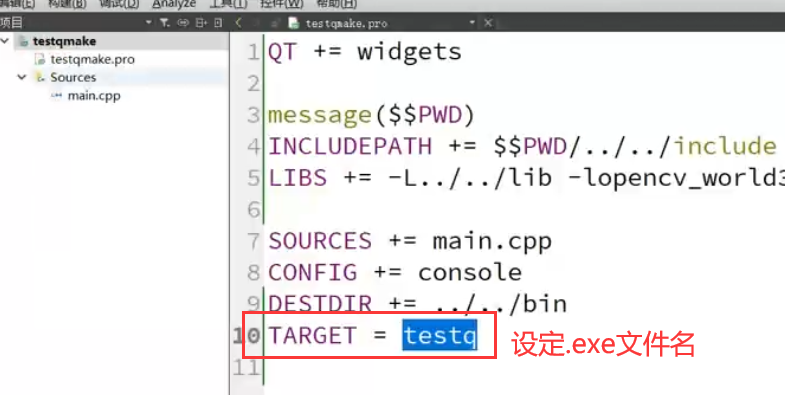 编辑(E) 构建(B) 调试(D) Analyze 工具(T) 控件(W) 帮助(H)
项目
testqmake.pro
testqmake
testqmake.pro
Sources
main.cpp
1 QT += widgets
2
3 message($$PWD)
4 INCLUDEPATH += $$PWD/../../include
5 LIBS += -L../../lib -lopencv_world3
6
7 SOURCES += main.cpp
8 CONFIG += console
9 DESTDIR += ../../bin
10 TARGET = testq
设定.exe文件名
11